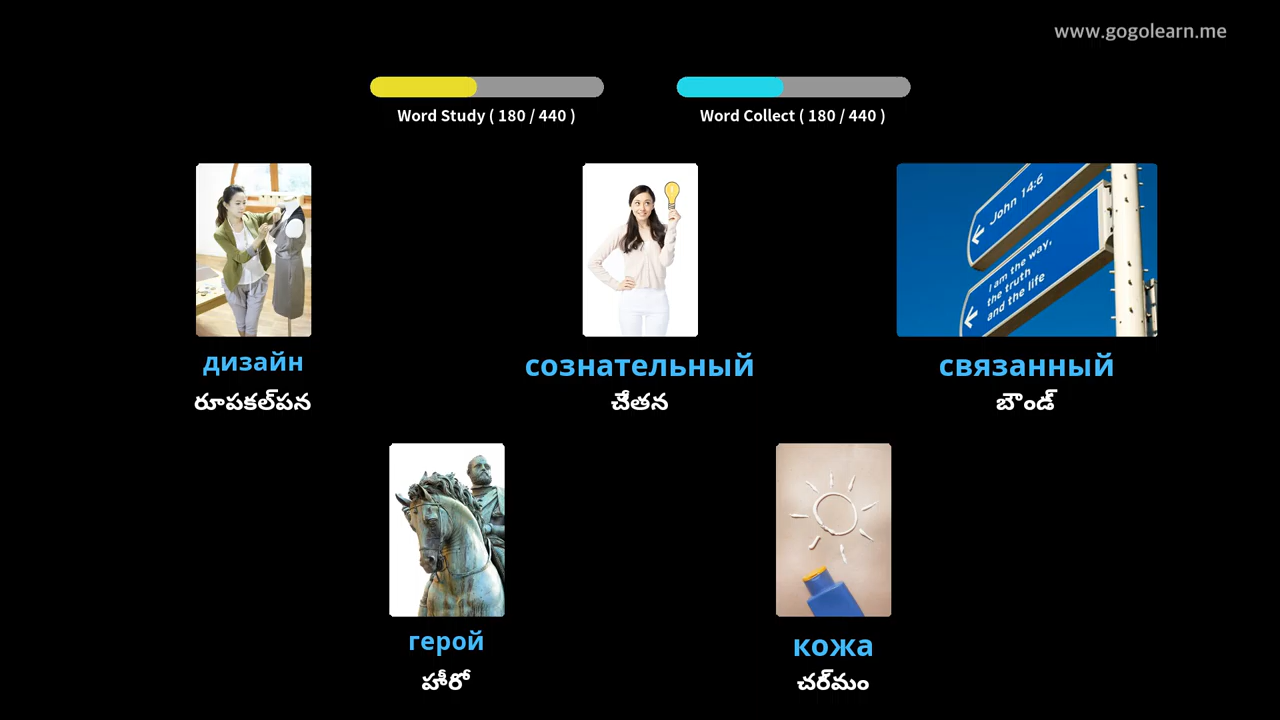 www.gogolearn.me
Word Study ( 180 / 440 )
Word Collect ( 180 / 440 )
John 14:6
I am the way,
the truth
and the life
дизайн
రూపకల్‌పన
сознательный
చేతన
связанный
బౌండ్
герой
హీరో
кожа
చర్‌మం